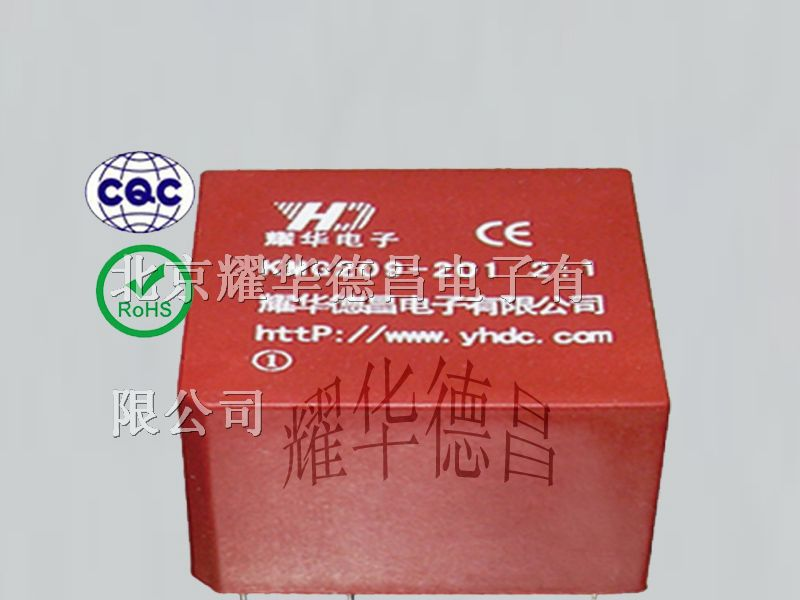 CQC
RoHS
YHD
CE
耀华电子
北京耀华德昌电子有
耀华德昌电子有限公司
http://www.yhdc.com
①
限公司
耀华德昌